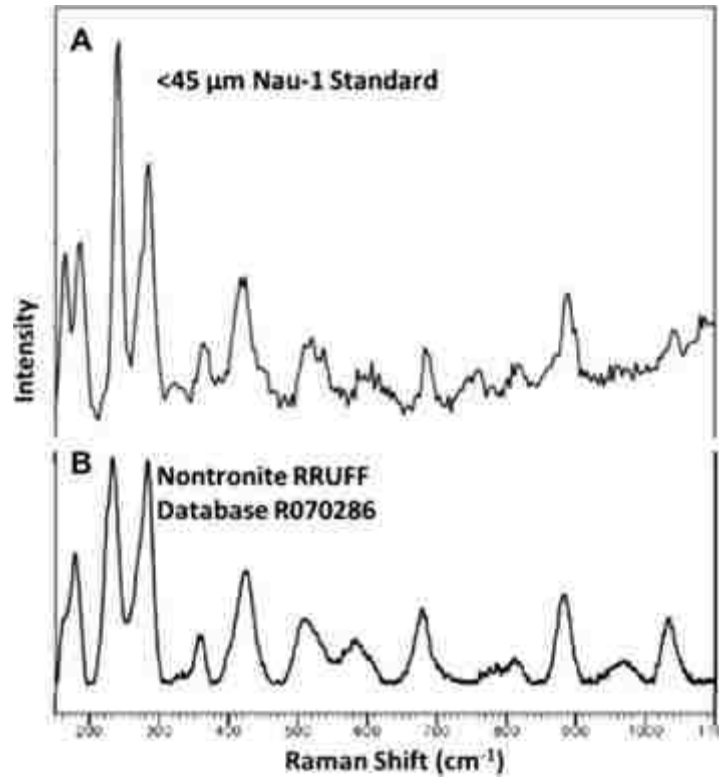 A
<45 μm Nau-1 Standard
Intensity
B
Nontronite RRUFF
Database R070286
200 300 400 500 600 700 800 900 1000
Raman Shift (cm⁻¹)